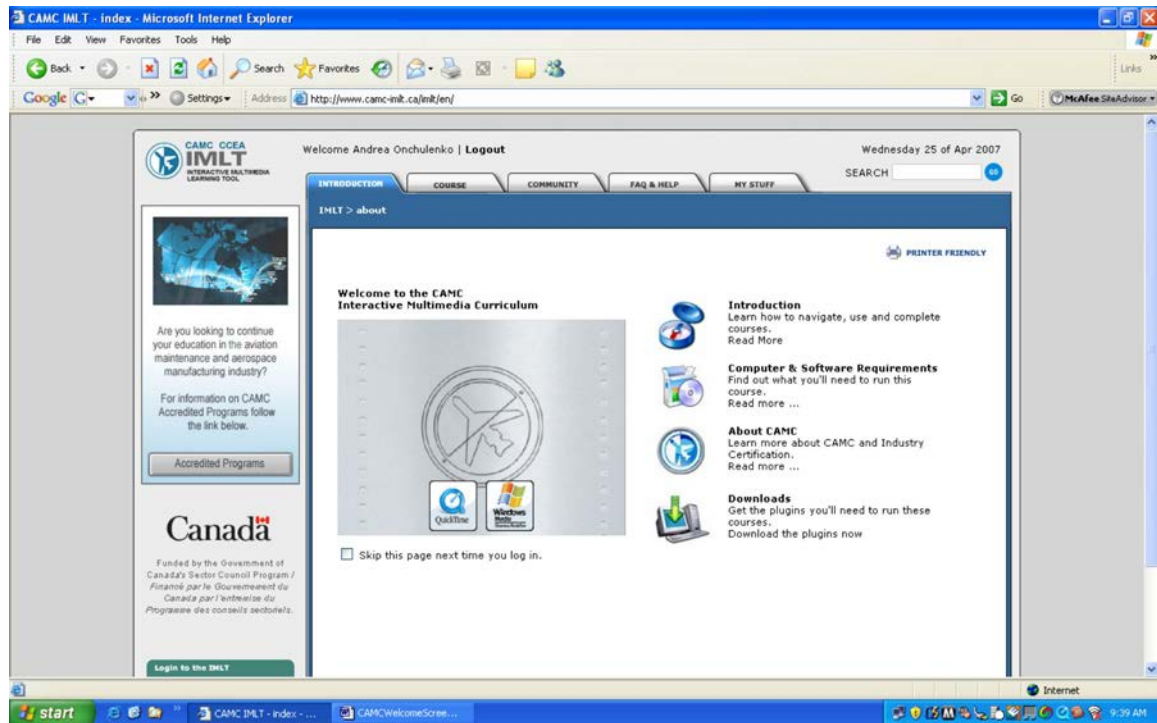 CAMC IMLT - index - Microsoft Internet Explorer
File Edit View Favorites Tools Help
Back Search Favorites Links
Google G Settings Address http://www.camc-imlt.ca/imlt/en/ Go McAfee SiteAdvisor
CAMC CCEA
IMLT
INTERACTIVE MULTIMEDIA
LEARNING TOOL
Welcome Andrea Onchulenko | Logout
Wednesday 25 of Apr 2007
SEARCH GO
INTRODUCTION COURSE COMMUNITY FAQ & HELP MY STUFF
IMLT > about
PRINTER FRIENDLY
Are you looking to continue
your education in the aviation
maintenance and aerospace
manufacturing industry?
For information on CAMC
Accredited Programs follow
the link below.
Accredited Programs
Canada
Funded by the Government of
Canada's Sector Council Program /
Financé par le Gouvernement du
Canada par l'entremise du
Programme des conseils sectoriels.
Login to the IMLT
Welcome to the CAMC
Interactive Multimedia Curriculum
QuickTime
Windows
Media
Skip this page next time you log in.
Introduction
Learn how to navigate, use and complete
courses.
Read More
Computer & Software Requirements
Find out what you'll need to run this
course.
Read more ...
About CAMC
Learn more about CAMC and Industry
Certification.
Read more ...
Downloads
Get the plugins you'll need to run these
courses.
Download the plugins now
Internet
start CAMC IMLT - index - ... CAMCWelcomeScree... 9:39 AM